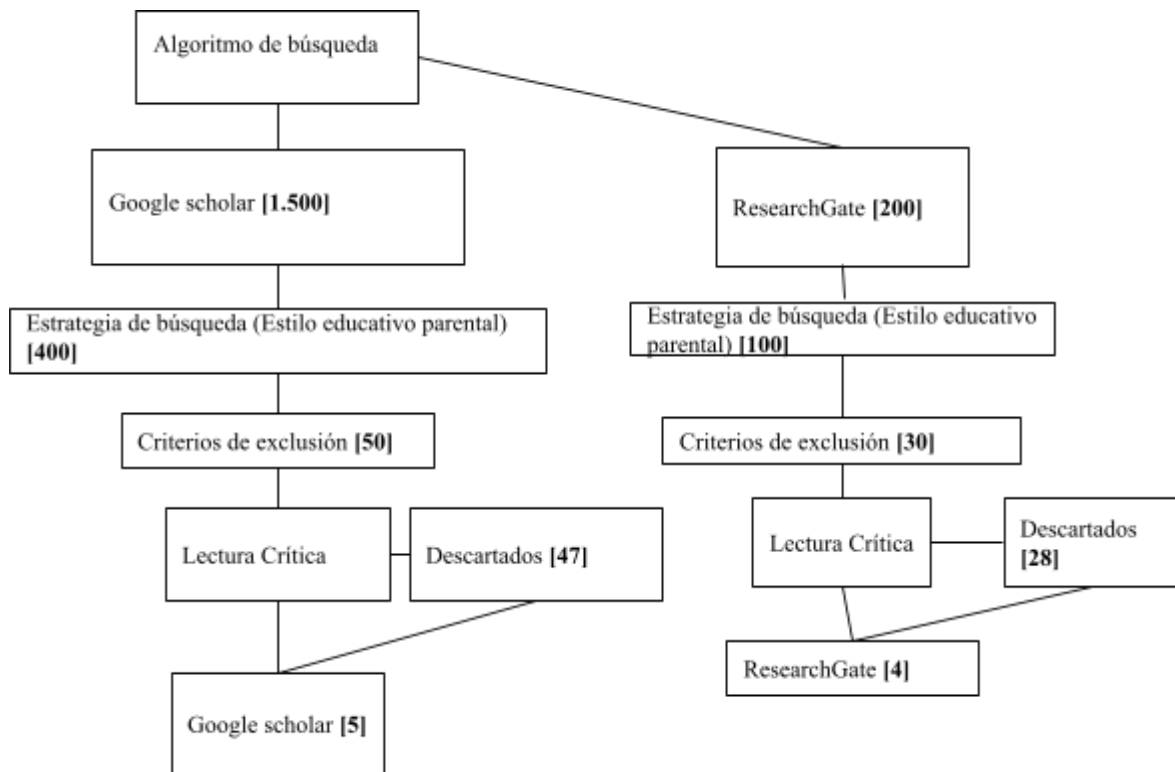 Algoritmo de búsqueda
Google scholar [1.500]
ResearchGate [200]
Estrategia de búsqueda (Estilo educativo parental)
[400]
Estrategia de búsqueda (Estilo educativo
parental) [100]
Criterios de exclusión [50]
Criterios de exclusión [30]
Lectura Crítica
Descartados [47]
Lectura Crítica
Descartados
[28]
Google scholar [5]
ResearchGate [4]